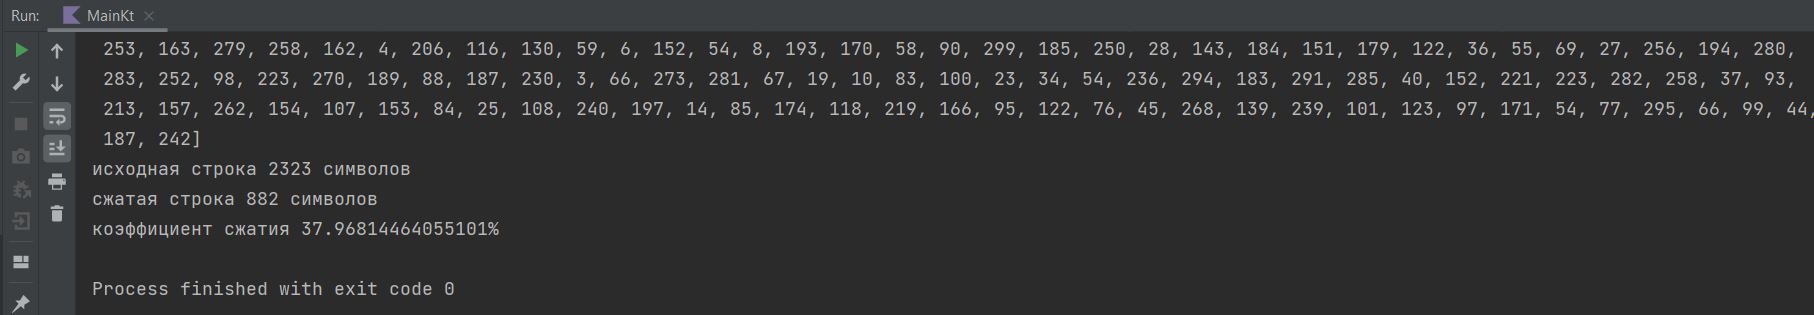 Run: MainKt
253, 163, 279, 258, 162, 4, 206, 116, 130, 59, 6, 152, 54, 8, 193, 170, 58, 90, 299, 185, 250, 28, 143, 184, 151, 179, 122, 36, 55, 69, 27, 256, 194, 280,
283, 252, 98, 223, 270, 189, 88, 187, 230, 3, 66, 273, 281, 67, 19, 10, 83, 100, 23, 34, 54, 236, 294, 183, 291, 285, 40, 152, 221, 223, 282, 258, 37, 93,
213, 157, 262, 154, 107, 153, 84, 25, 108, 240, 197, 14, 85, 174, 118, 219, 166, 95, 122, 76, 45, 268, 139, 239, 101, 123, 97, 171, 54, 77, 295, 66, 99, 44,
187, 242]
исходная строка 2323 символов
сжатая строка 882 символов
коэффициент сжатия 37.96814464055101%
Process finished with exit code 0